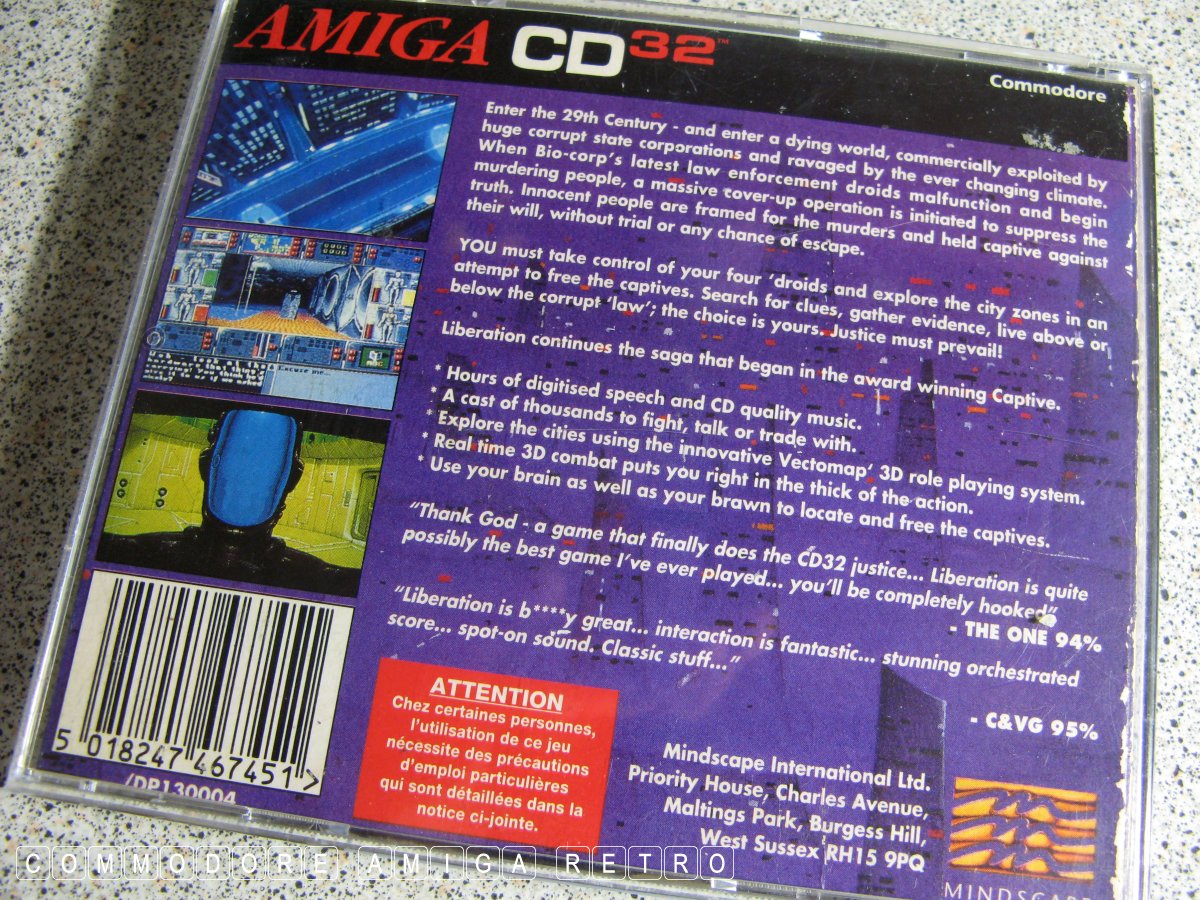 AMIGA CD32™
Commodore
Enter the 29th Century - and enter a dying world, commercially exploited by
huge corrupt state corporations and ravaged by the ever changing climate.
When Bio-corp's latest law enforcement droids malfunction and begin
murdering people, a massive cover-up operation is initiated to suppress the
truth. Innocent people are framed for the murders and held captive against
their will, without trial or any chance of escape.
YOU must take control of your four 'droids and explore the city zones in an
attempt to free the captives. Search for clues, gather evidence, live above or
below the corrupt 'law'; the choice is yours. Justice must prevail!
Liberation continues the saga that began in the award winning Captive.
* Hours of digitised speech and CD quality music.
* A cast of thousands to fight, talk or trade with.
* Explore the cities using the innovative Vectomap' 3D role playing system.
* Real time 3D combat puts you right in the thick of the action.
* Use your brain as well as your brawn to locate and free the captives.
"Thank God - a game that finally does the CD32 justice... Liberation is quite
possibly the best game I've ever played... you'll be completely hooked"
- THE ONE 94%
"Liberation is b****y great... interaction is fantastic... stunning orchestrated
score... spot-on sound. Classic stuff..."
- C&VG 95%
Excuse me...
5 018247 467451 >
/DP130004
ATTENTION
Chez certaines personnes,
l'utilisation de ce jeu
nécessite des précautions
d'emploi particulières
qui sont détaillées dans la
notice ci-jointe.
Mindscape International Ltd.
Priority House, Charles Avenue,
Maltings Park, Burgess Hill,
West Sussex RH15 9PQ
MINDSCAPE
COMMODORE AMIGA RETRO